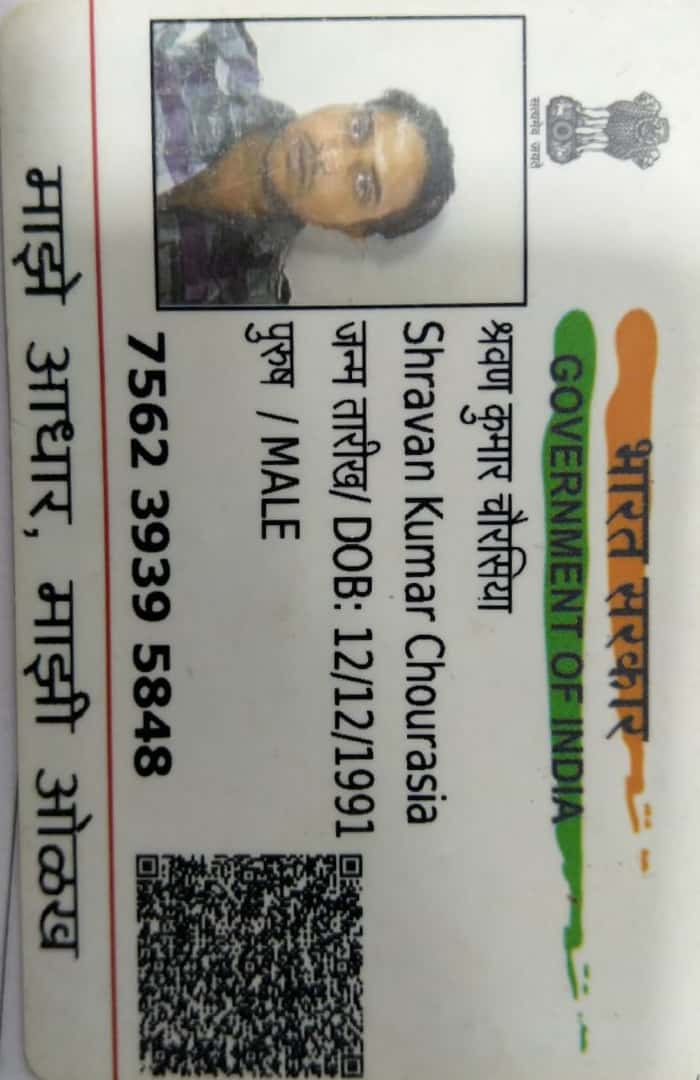 भारत सरकार
GOVERNMENT OF INDIA
सत्यमेव जयते
श्रवण कुमार चौरसिया
Shravan Kumar Chourasia
जन्म तारीख/ DOB: 12/12/1991
पुरुष / MALE
7562 3939 5848
माझे आधार, माझी ओळख